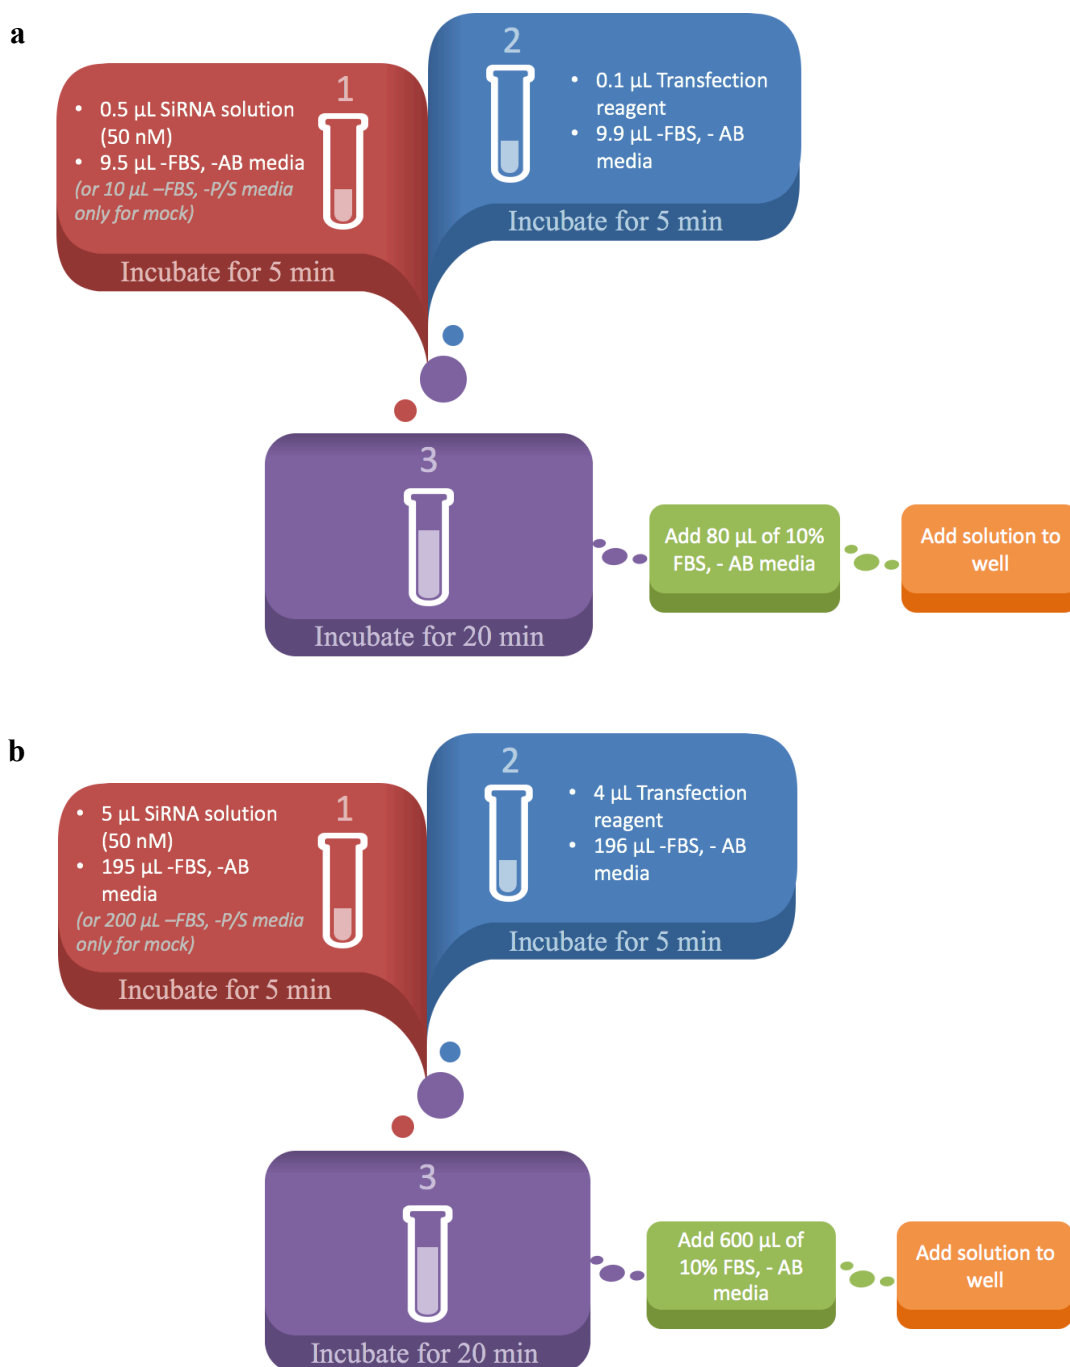 a
1
• 0.5 µL SiRNA solution
(50 nM)
• 9.5 µL -FBS, -AB media
(or 10 µL –FBS, -P/S media
only for mock)
Incubate for 5 min
2
• 0.1 µL Transfection
reagent
• 9.9 µL -FBS, - AB
media
Incubate for 5 min
3
Incubate for 20 min
Add 80 µL of 10%
FBS, - AB media
Add solution to
well
b
1
• 5 µL SiRNA solution
(50 nM)
• 195 µL -FBS, -AB
media
(or 200 µL –FBS, -P/S media
only for mock)
Incubate for 5 min
2
• 4 µL Transfection
reagent
• 196 µL -FBS, - AB
media
Incubate for 5 min
3
Incubate for 20 min
Add 600 µL of
10% FBS, - AB
media
Add solution to
well